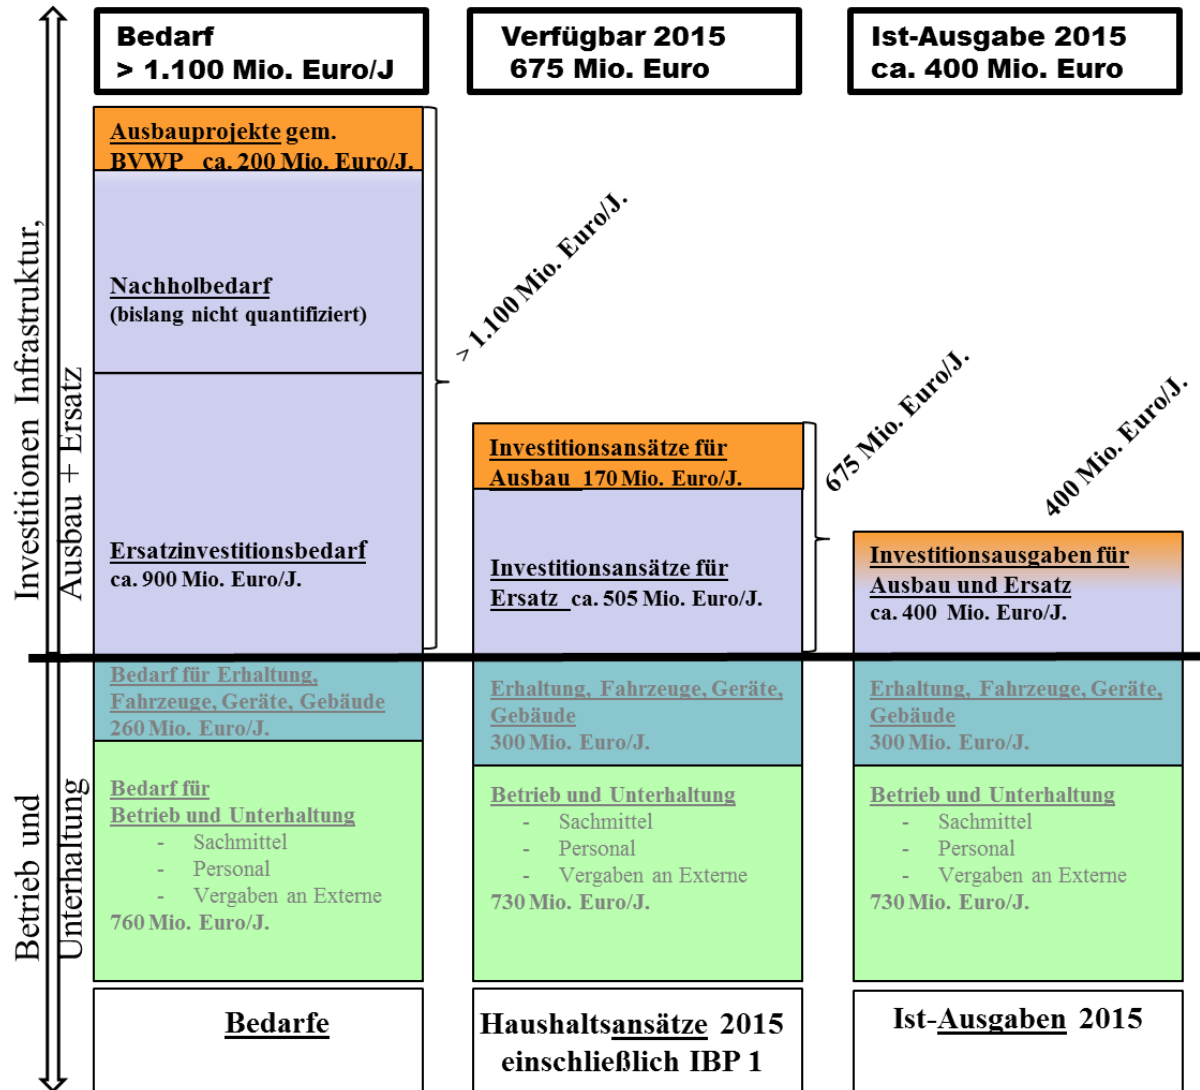 Bedarf
> 1.100 Mio. Euro/J
Verfügbar 2015
675 Mio. Euro
Ist-Ausgabe 2015
ca. 400 Mio. Euro
Investitionen Infrastruktur,
Ausbau + Ersatz
Betrieb und
Unterhaltung
Ausbauprojekte gem.
BVWP ca. 200 Mio. Euro/J.
Nachholbedarf
(bislang nicht quantifiziert)
Ersatzinvestitionsbedarf
ca. 900 Mio. Euro/J.
> 1.100 Mio. Euro/J.
Bedarf für Erhaltung,
Fahrzeuge, Geräte, Gebäude
260 Mio. Euro/J.
Bedarf für
Betrieb und Unterhaltung
- Sachmittel
- Personal
- Vergaben an Externe
760 Mio. Euro/J.
Bedarfe
Investitionsansätze für
Ausbau 170 Mio. Euro/J.
Investitionsansätze für
Ersatz ca. 505 Mio. Euro/J.
675 Mio. Euro/J.
Erhaltung, Fahrzeuge, Geräte,
Gebäude
300 Mio. Euro/J.
Betrieb und Unterhaltung
- Sachmittel
- Personal
- Vergaben an Externe
730 Mio. Euro/J.
Haushaltsansätze 2015
einschließlich IBP 1
400 Mio. Euro/J.
Investitionsausgaben für
Ausbau und Ersatz
ca. 400 Mio. Euro/J.
Erhaltung, Fahrzeuge, Geräte,
Gebäude
300 Mio. Euro/J.
Betrieb und Unterhaltung
- Sachmittel
- Personal
- Vergaben an Externe
730 Mio. Euro/J.
Ist-Ausgaben 2015